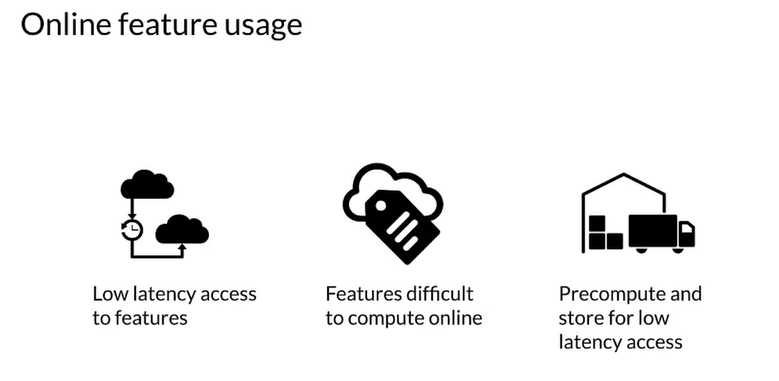 Online feature usage
Low latency access
to features
Features difficult
to compute online
Precompute and
store for low
latency access